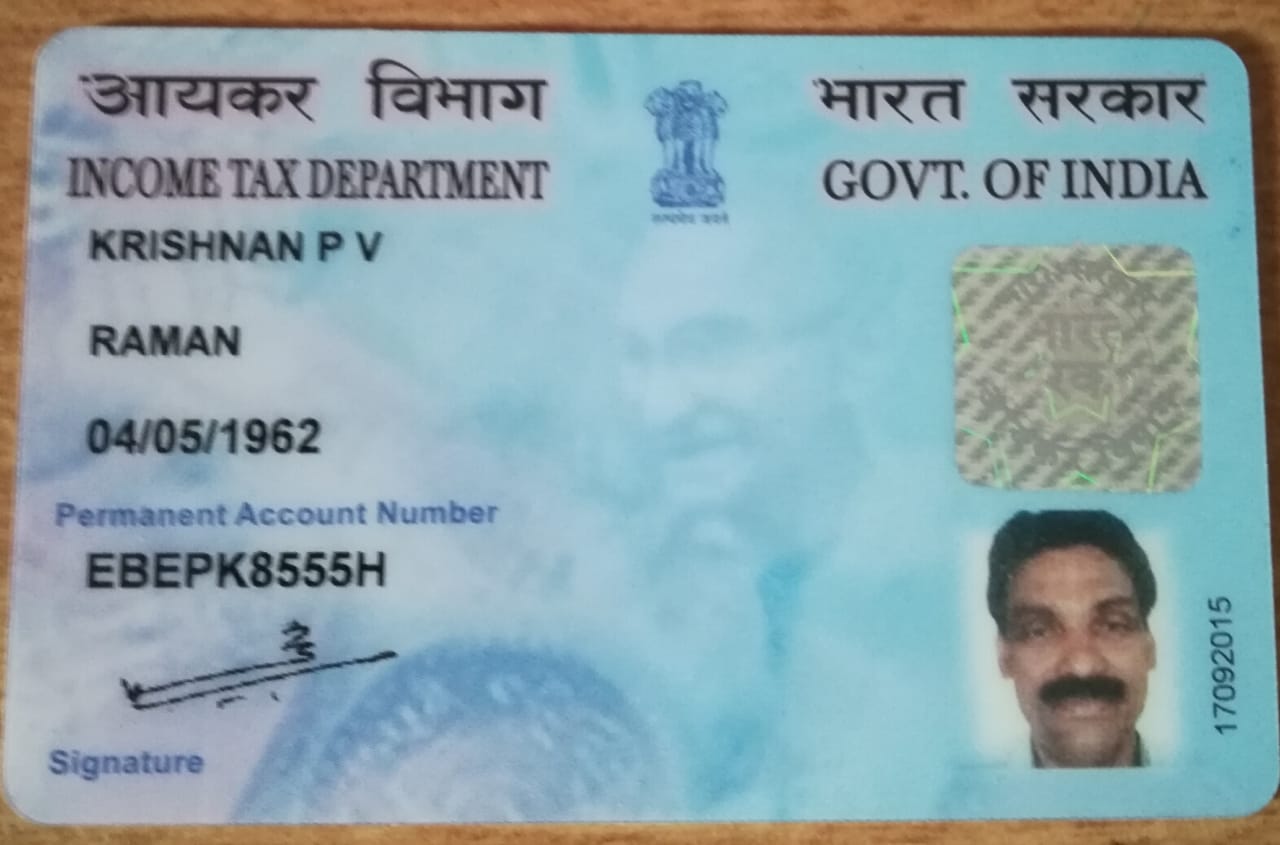 आयकर विभाग
भारत सरकार
INCOME TAX DEPARTMENT
GOVT. OF INDIA
सत्यमेव जयते
KRISHNAN P V
RAMAN
04/05/1962
Permanent Account Number
EBEPK8555H
Signature
17092015